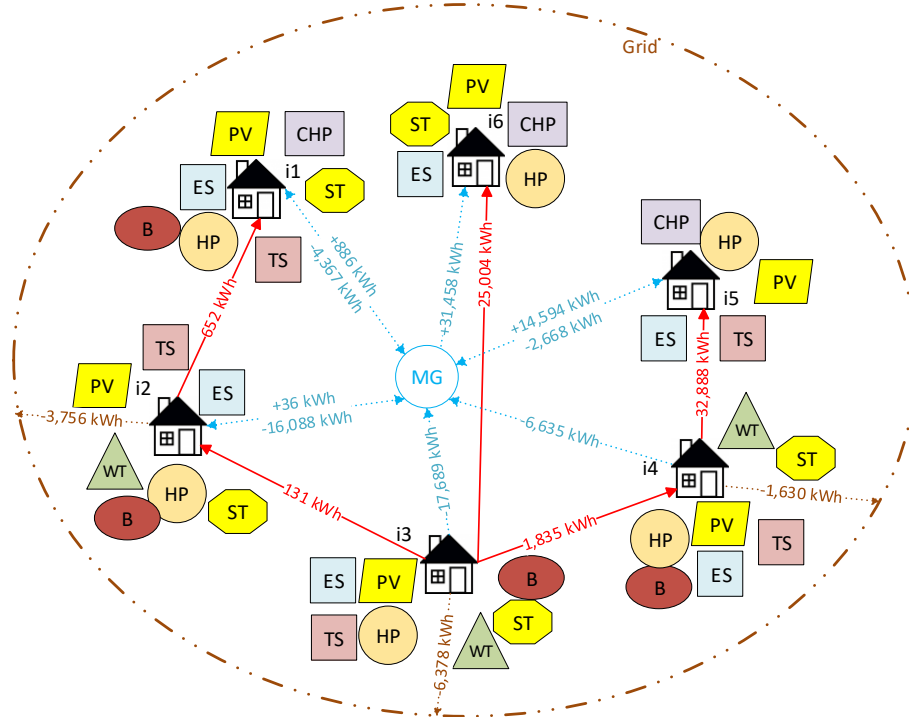 Grid
PV
i6
ST
CHP
ES
HP
PV
CHP
i1
ES
ST
B
HP
TS
+886 kWh
-4,367 kWh
+31,458 kWh
25,004 kWh
CHP
HP
i5
PV
ES
TS
+14,594 kWh
-2,668 kWh
652 kWh
32,888 kWh
TS
PV
i2
ES
MG
+36 kWh
-16,088 kWh
-3,756 kWh
WT
HP
B
ST
-6,635 kWh
WT
ST
i4
-1,630 kWh
HP
PV
TS
B
ES
131 kWh
-17,689 kWh
1,835 kWh
i3
ES
PV
B
TS
HP
ST
WT
-6,378 kWh